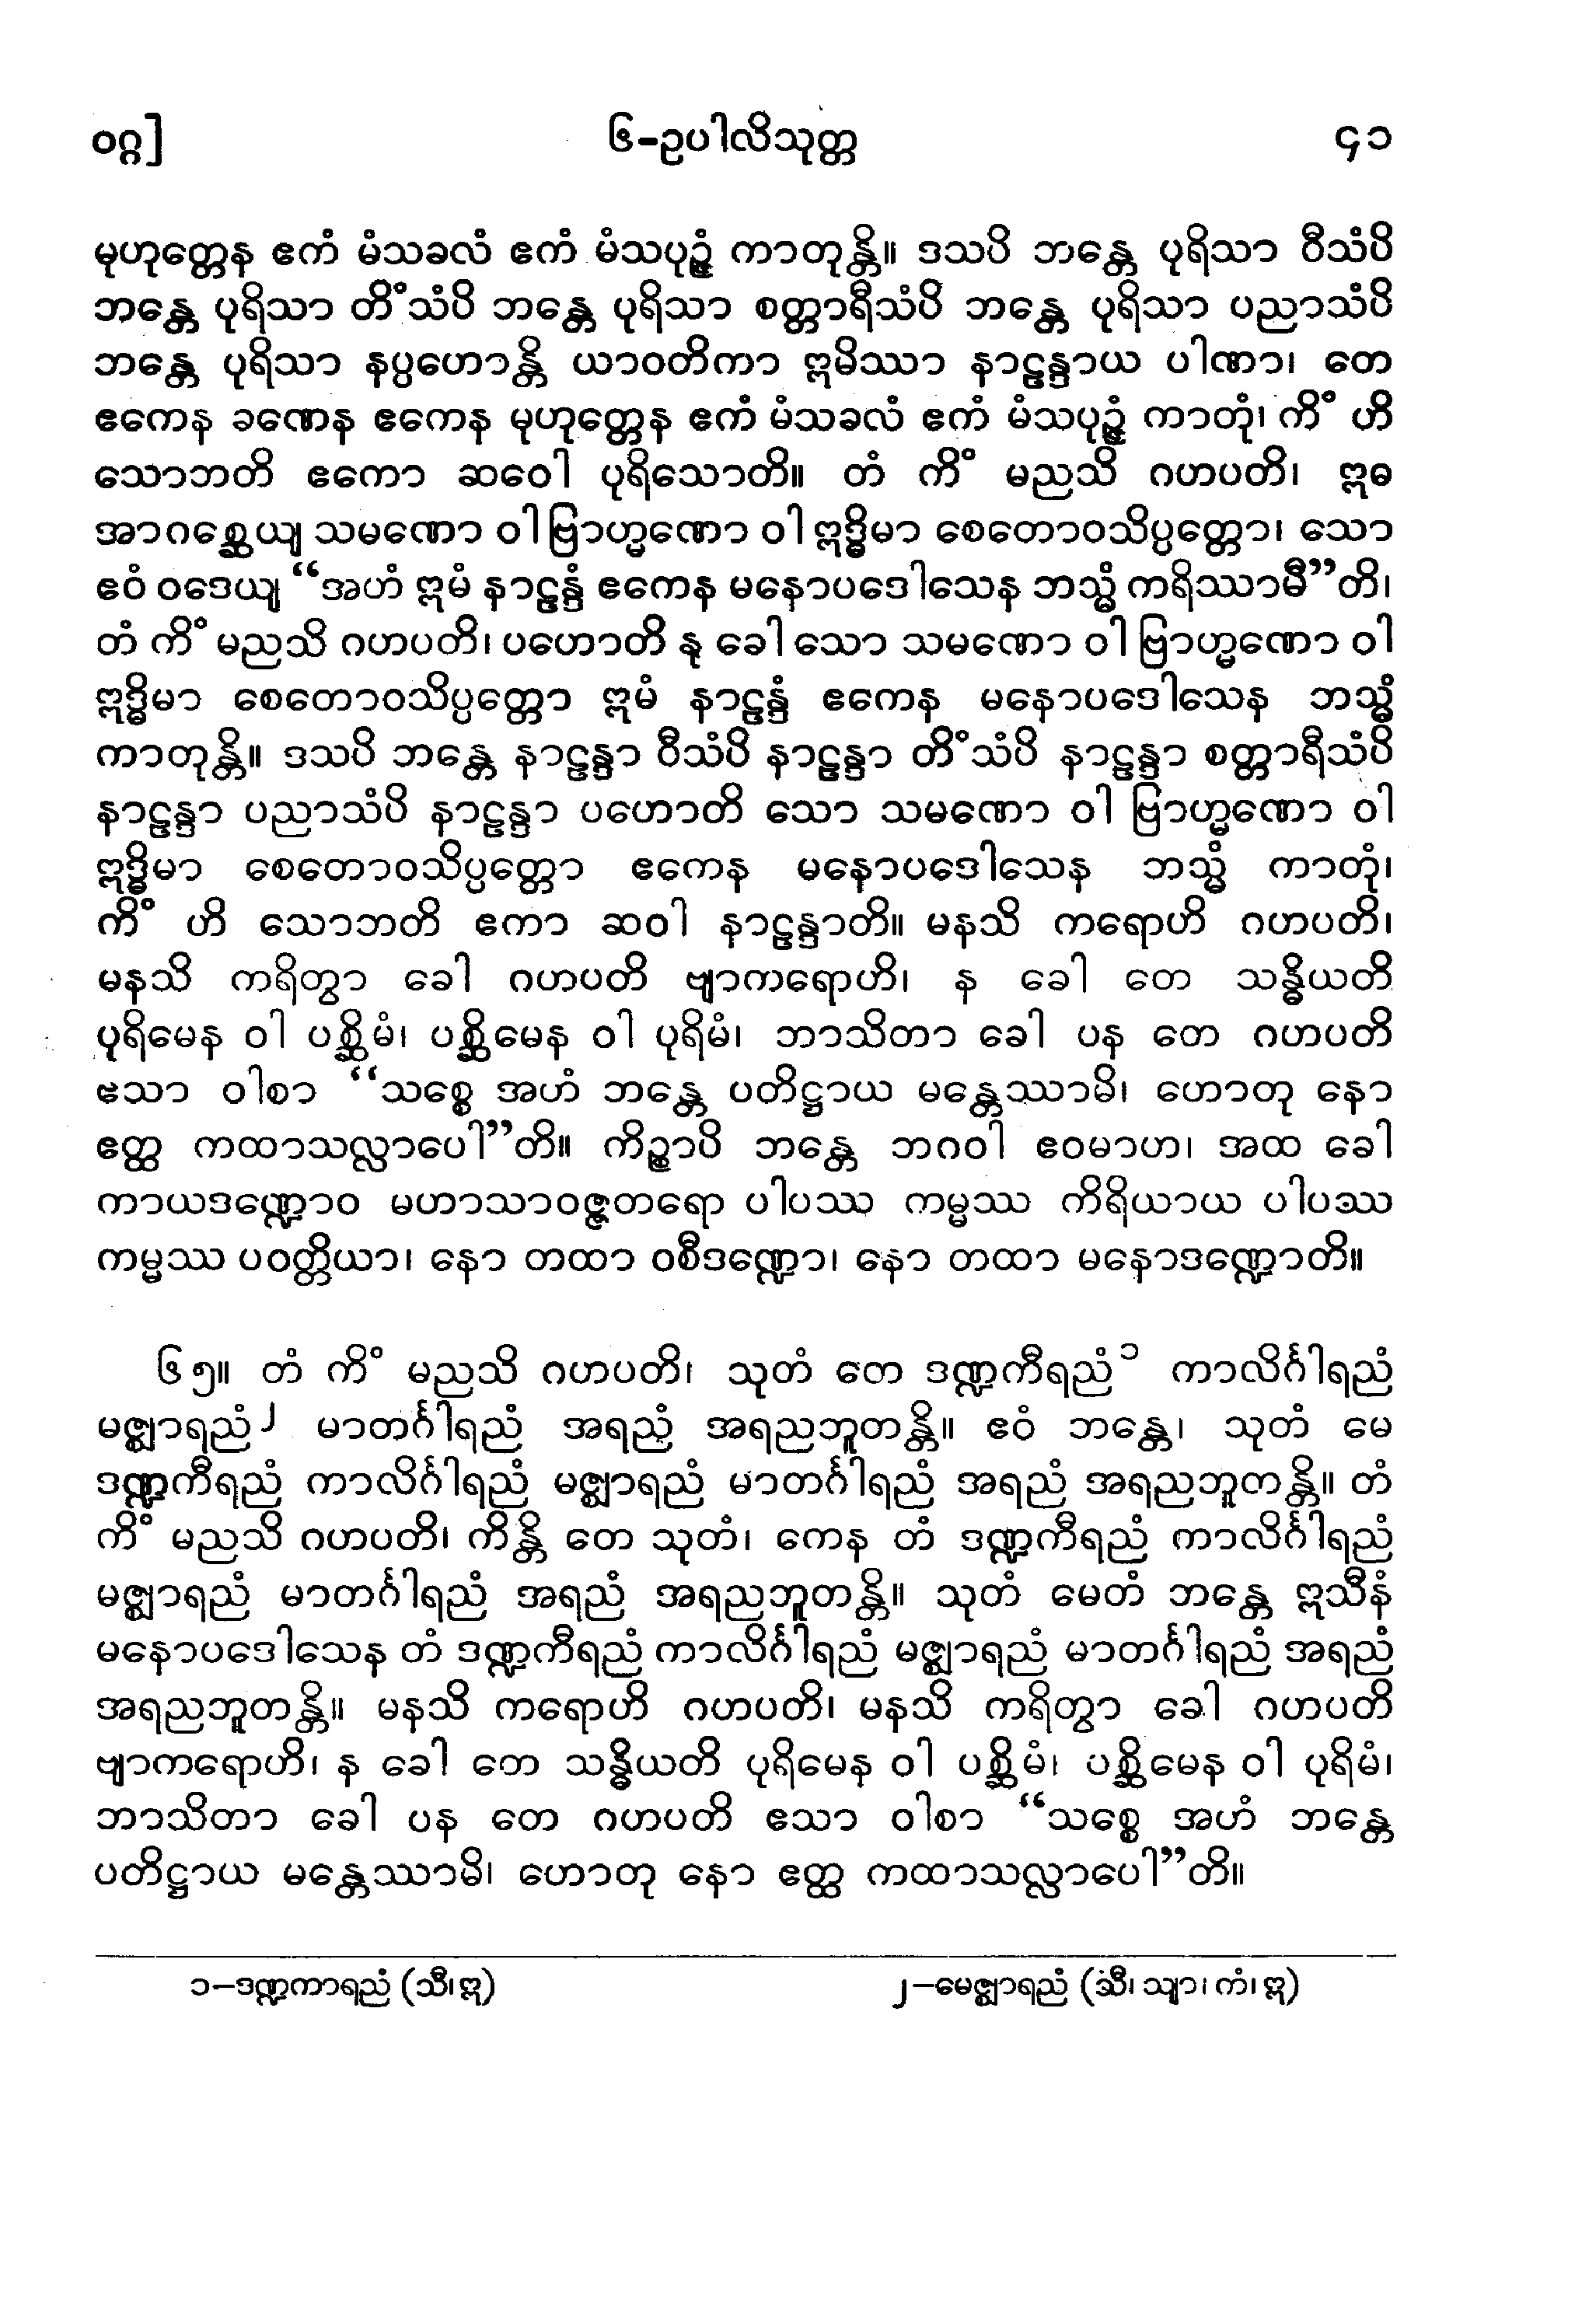 ဝဂ္ဂ]
၆-ဥပါလိသုတ္တ
၄၁
မုဟုတ္တေန ဧကံ မံသခလံ ဧကံ မံသပုဉ္ဇံ ကာတုန္တိ။ ဒသပိ ဘန္တေ ပုရိသာ ဝီသံပိ
ဘန္တေ ပုရိသာ တိံသံပိ ဘန္တေ ပုရိသာ စတ္တာရီသံပိ ဘန္တေ ပုရိသာ ပညာသံပိ
ဘန္တေ ပုရိသာ နပ္ပဟောန္တိ ယာဝတိကာ ဣမိဿာ နာဠန္ဒာယ ပါဏာ၊ တေ
ဧကေန ခဏေန ဧကေန မုဟုတ္တေန ဧကံ မံသခလံ ဧကံ မံသပုဉ္ဇံ ကာတုံ၊ ကိံ ဟိ
သောဘတိ ဧကော ဆဝေါ ပုရိသောတိ။ တံ ကိံ မညသိ ဂဟပတိ၊ ဣဓ
အာဂစ္ဆေယျ သမဏော ဝါ ဗြာဟ္မဏော ဝါ ဣဒ္ဓိမာ စေတောဝသိပ္ပတ္တော၊ သော
ဧဝံ ဝဒေယျ “အဟံ ဣမံ နာဠန္ဒံ ဧကေန မနောပဒေါသေန ဘသ္မံ ကရိဿာမီ”တိ၊
တံ ကိံ မညသိ ဂဟပတိ၊ ပဟောတိ နု ခေါ သော သမဏော ဝါ ဗြာဟ္မဏော ဝါ
ဣဒ္ဓိမာ စေတောဝသိပ္ပတ္တော ဣမံ နာဠန္ဒံ ဧကေန မနောပဒေါသေန ဘသ္မံ
ကာတုန္တိ။ ဒသပိ ဘန္တေ နာဠန္ဒာ ဝီသံပိ နာဠန္ဒာ တိံသံပိ နာဠန္ဒာ စတ္တာရီသံပိ
နာဠန္ဒာ ပညာသံပိ နာဠန္ဒာ ပဟောတိ သော သမဏော ဝါ ဗြာဟ္မဏော ဝါ
ဣဒ္ဓိမာ စေတောဝသိပ္ပတ္တော ဧကေန မနောပဒေါသေန ဘသ္မံ ကာတုံ၊
ကိံ ဟိ သောဘတိ ဧကာ ဆဝါ နာဠန္ဒာတိ။ မနသိ ကရောဟိ ဂဟပတိ၊
မနသိ ကရိတွာ ခေါ ဂဟပတိ ဗျာကရောဟိ၊ န ခေါ တေ သန္ဓိယတိ
ပုရိမေန ဝါ ပစ္ဆိမံ၊ ပစ္ဆိမေန ဝါ ပုရိမံ၊ ဘာသိတာ ခေါ ပန တေ ဂဟပတိ
ဧသာ ဝါစာ “သစ္စေ အဟံ ဘန္တေ ပတိဋ္ဌာယ မန္တေဿာမိ၊ ဟောတု နော
ဧတ္ထ ကထာသလ္လာပေါ”တိ။ ကိဉ္စာပိ ဘန္တေ ဘဂဝါ ဧဝမာဟ၊ အထ ခေါ
ကာယဒဏ္ဍောဝ မဟာသာဝဇ္ဇတရော ပါပဿ ကမ္မဿ ကိရိယာယ ပါပဿ
ကမ္မဿ ပဝတ္တိယာ၊ နော တထာ ဝစီဒဏ္ဍော၊ နော တထာ မနောဒဏ္ဍောတိ။
၆၅။ တံ ကိံ မညသိ ဂဟပတိ၊ သုတံ တေ ဒဏ္ဍကီရညံ၁ ကာလိင်္ဂါရညံ
မဇ္ဈာရညံ၂ မာတင်္ဂါရညံ အရညံ အရညဘူတန္တိ။ ဧဝံ ဘန္တေ၊ သုတံ မေ
ဒဏ္ဍကီရညံ ကာလိင်္ဂါရညံ မဇ္ဈာရညံ မာတင်္ဂါရညံ အရညံ အရညဘူတန္တိ။ တံ
ကိံ မညသိ ဂဟပတိ၊ ကိန္တိ တေ သုတံ၊ ကေန တံ ဒဏ္ဍကီရညံ ကာလိင်္ဂါရညံ
မဇ္ဈာရညံ မာတင်္ဂါရညံ အရညံ အရညဘူတန္တိ။ သုတံ မေတံ ဘန္တေ ဣသီနံ
မနောပဒေါသေန တံ ဒဏ္ဍကီရညံ ကာလိင်္ဂါရညံ မဇ္ဈာရညံ မာတင်္ဂါရညံ အရညံ
အရညဘူတန္တိ။ မနသိ ကရောဟိ ဂဟပတိ၊ မနသိ ကရိတွာ ခေါ ဂဟပတိ
ဗျာကရောဟိ၊ န ခေါ တေ သန္ဓိယတိ ပုရိမေန ဝါ ပစ္ဆိမံ၊ ပစ္ဆိမေန ဝါ ပုရိမံ၊
ဘာသိတာ ခေါ ပန တေ ဂဟပတိ ဧသာ ဝါစာ “သစ္စေ အဟံ ဘန္တေ
ပတိဋ္ဌာယ မန္တေဿာမိ၊ ဟောတု နော ဧတ္ထ ကထာသလ္လာပေါ”တိ။
၁–ဒဏ္ဍကာရညံ (သီ၊ဣ)
၂–မေဇ္ဈာရညံ (သီ၊ သျာ၊ ကံ၊ ဣ)